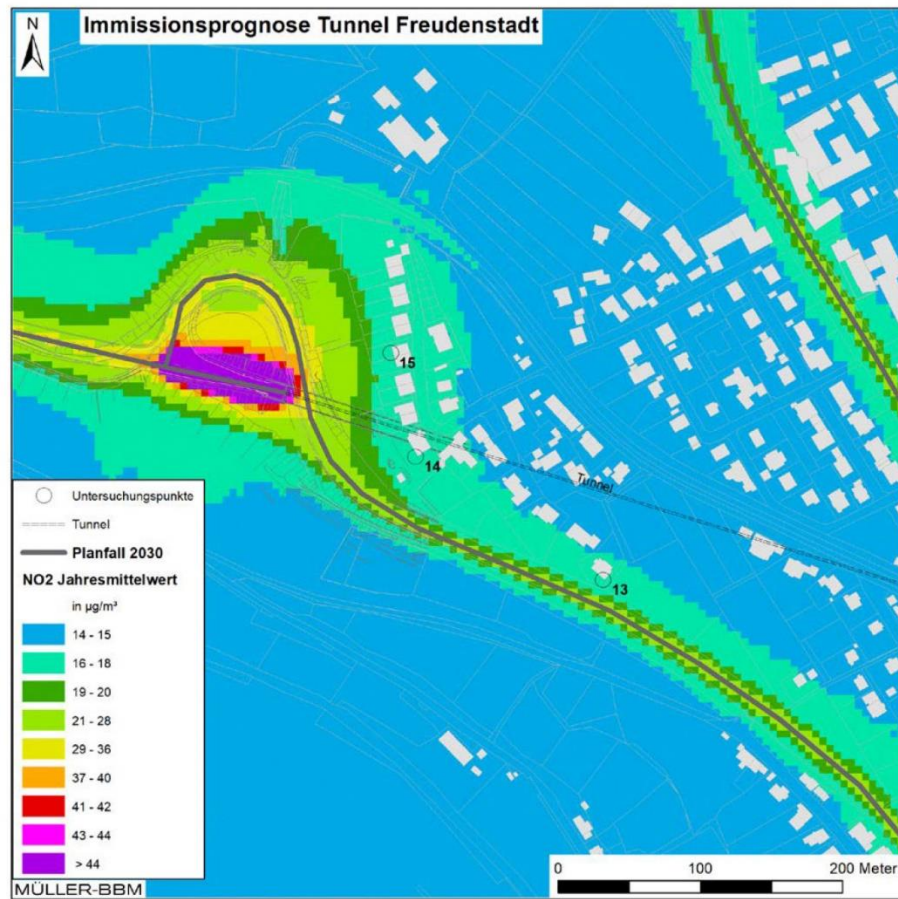 Immissionsprognose Tunnel Freudenstadt
N
15
14
Tunnel
13
Untersuchungspunkte
Tunnel
Planfall 2030
NO2 Jahresmittelwert
in µg/m³
14 - 15
16 - 18
19 - 20
21 - 28
29 - 36
37 - 40
41 - 42
43 - 44
> 44
MÜLLER-BBM
0 100 200 Meter